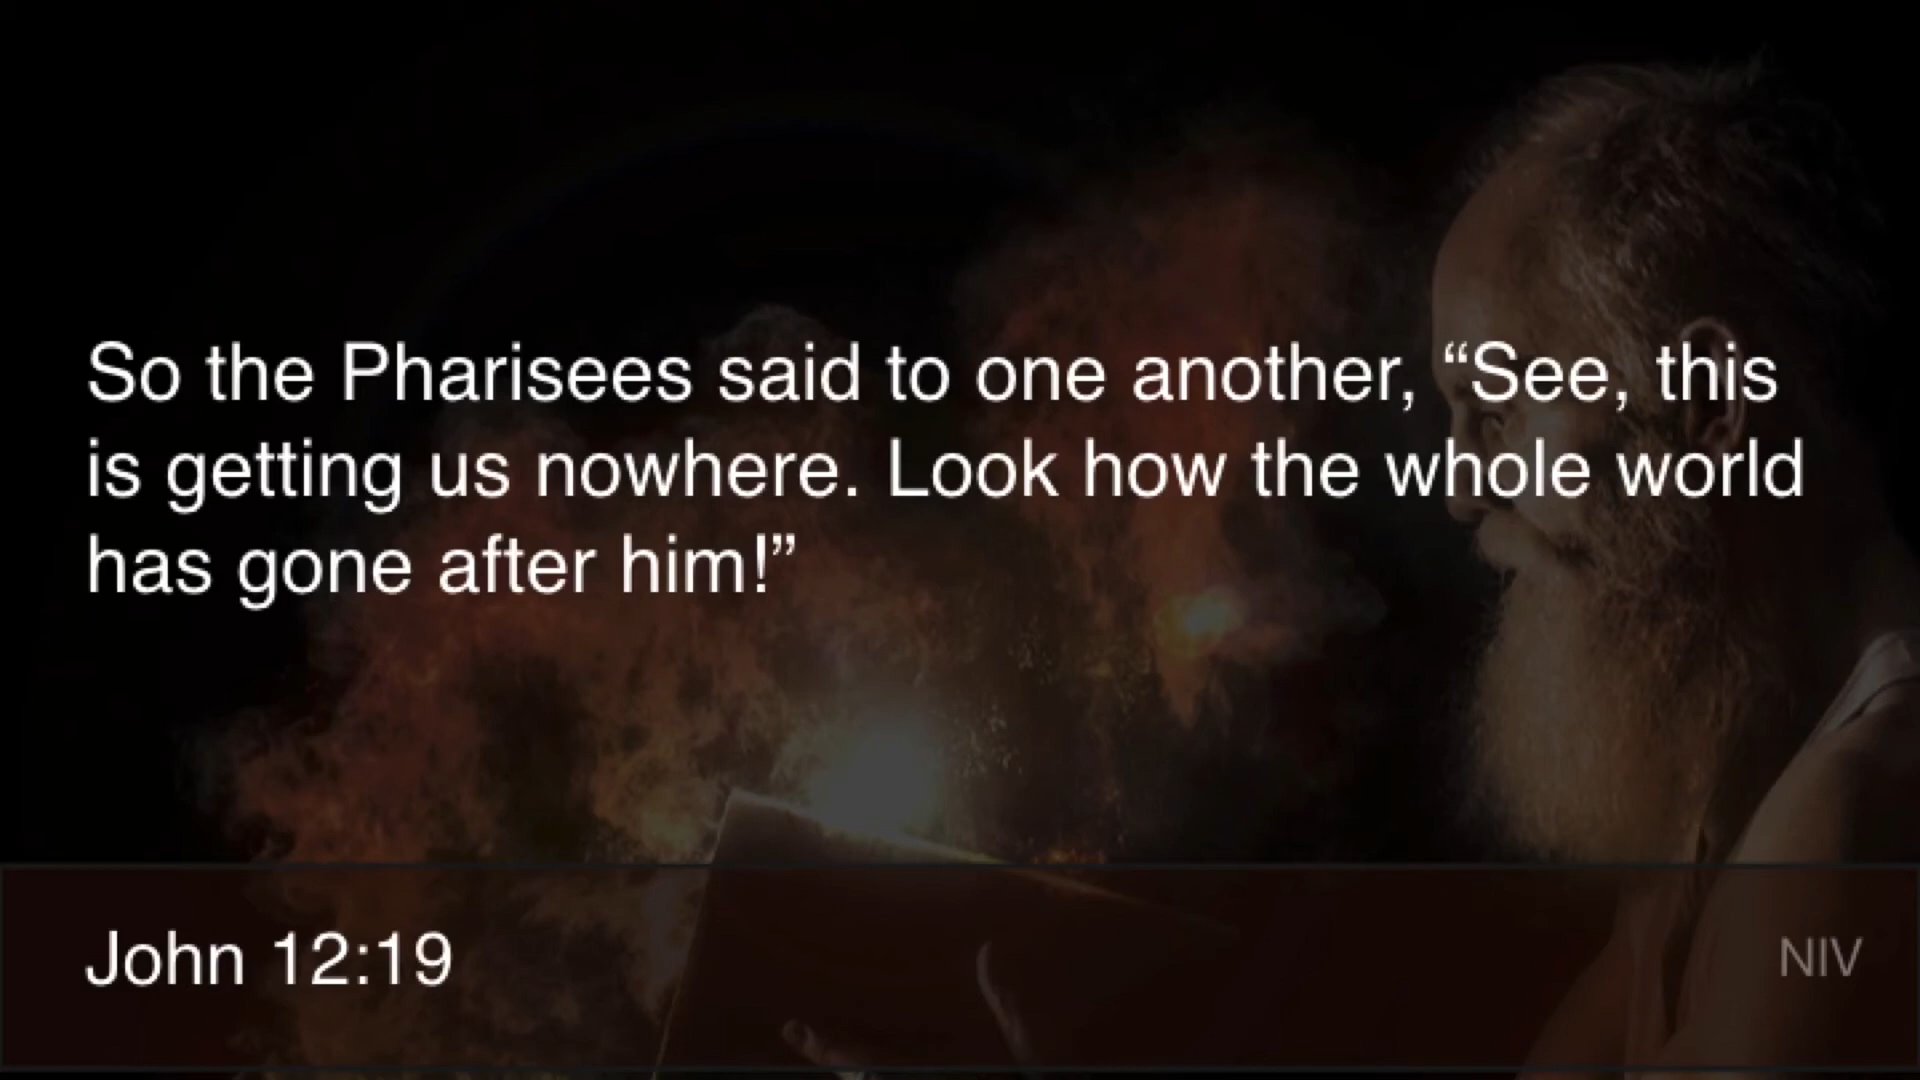 So the Pharisees said to one another, “See, this
is getting us nowhere. Look how the whole world
has gone after him!”
John 12:19
NIV